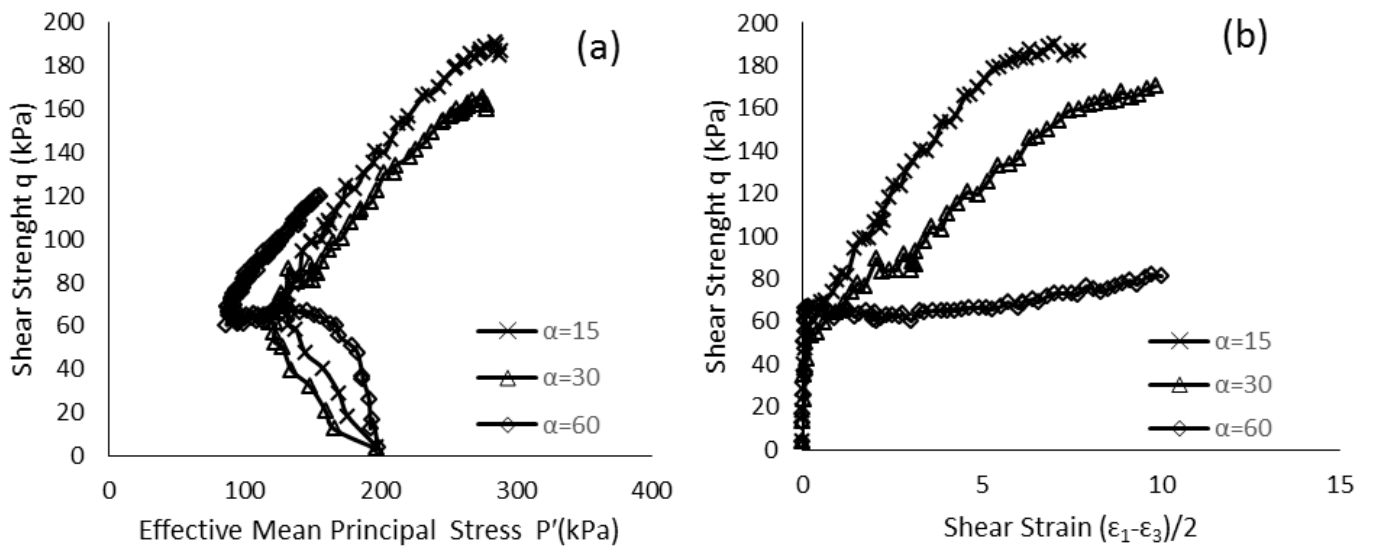 (a)
Shear Strenght q (kPa)
200
180
160
140
120
100
80
60
40
20
0
0 100 200 300 400
Effective Mean Principal Stress P'(kPa)
α=15
α=30
α=60
(b)
Shear Strenght q (kPa)
200
180
160
140
120
100
80
60
40
20
0
0 5 10 15
Shear Strain (ε₁-ε₃)/2
α=15
α=30
α=60